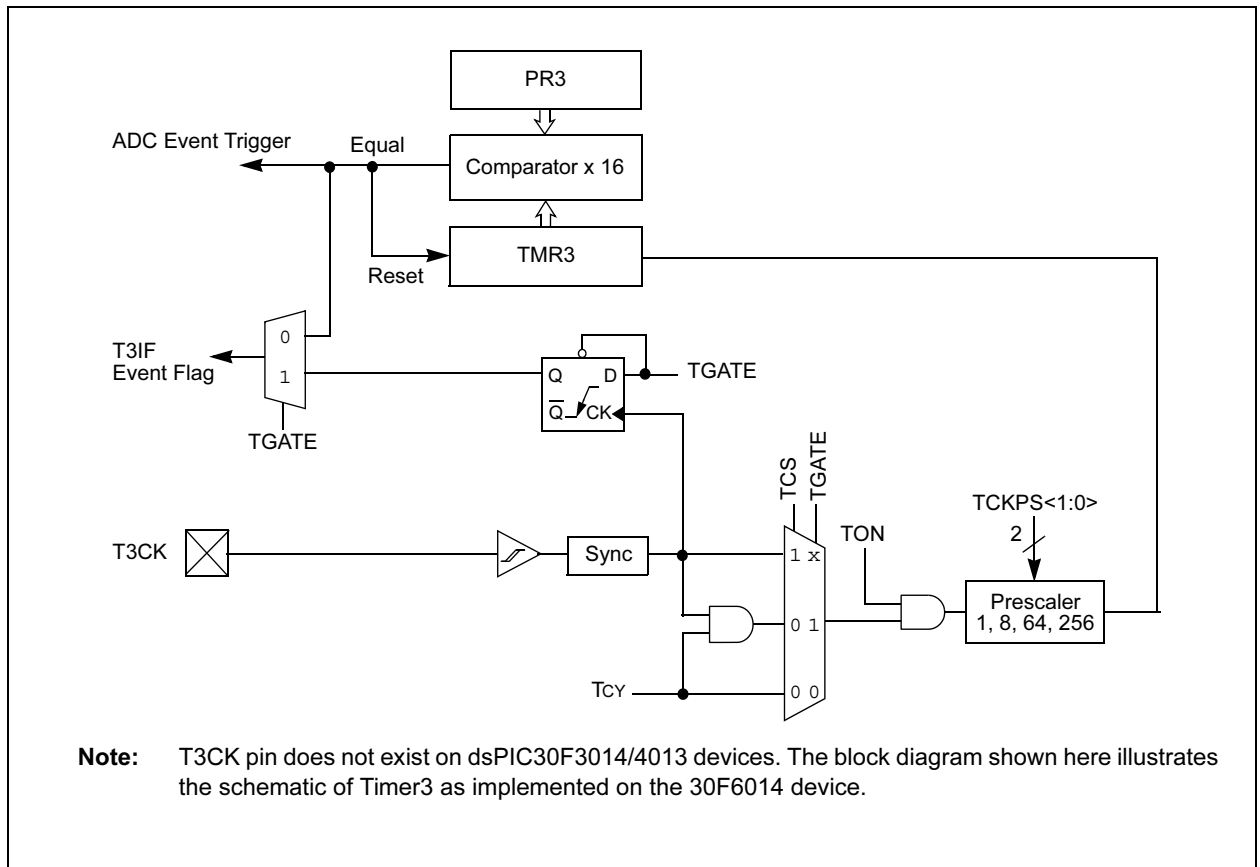 PR3
ADC Event Trigger
Equal
Comparator x 16
TMR3
Reset
0
T3IF
Event Flag
1
TGATE
Q D
TGATE
Q̅ CK
TCS
TGATE
TCKPS<1:0>
2
TON
T3CK
Sync
1 x
Prescaler
1, 8, 64, 256
0 1
TCY
0 0
Note: T3CK pin does not exist on dsPIC30F3014/4013 devices. The block diagram shown here illustrates
the schematic of Timer3 as implemented on the 30F6014 device.